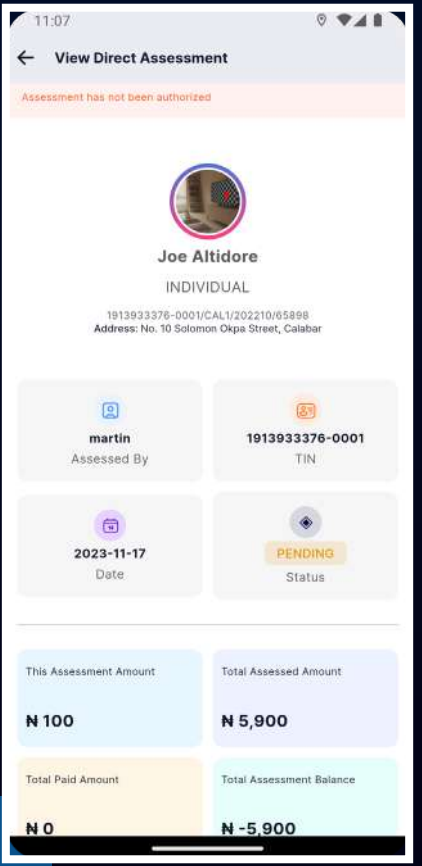 11:07
View Direct Assessment
Assessment has not been authorized
Joe Altidore
INDIVIDUAL
1913933376-0001/CAL1/202210/65898
Address: No. 10 Solomon Okpa Street, Calabar
martin
Assessed By
1913933376-0001
TIN
2023-11-17
Date
PENDING
Status
This Assessment Amount
₦ 100
Total Assessed Amount
₦ 5,900
Total Paid Amount
₦ 0
Total Assessment Balance
₦ -5,900